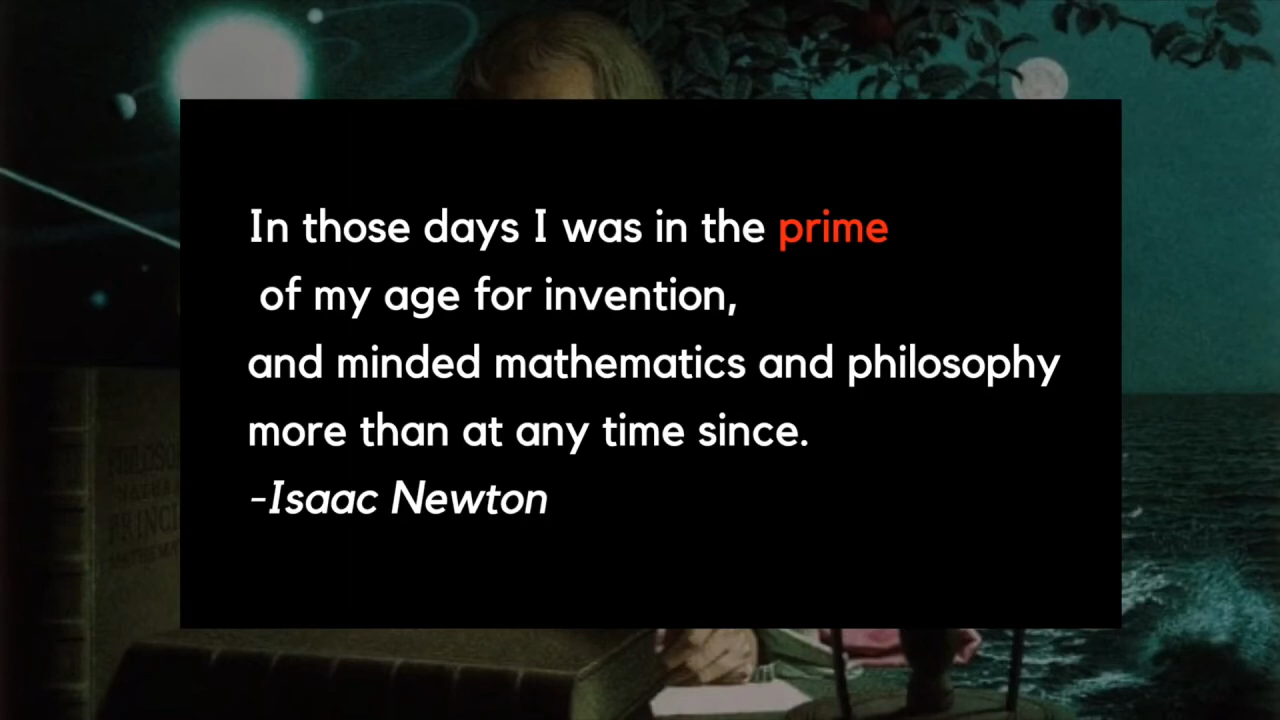 In those days I was in the prime
of my age for invention,
and minded mathematics and philosophy
more than at any time since.
-Isaac Newton